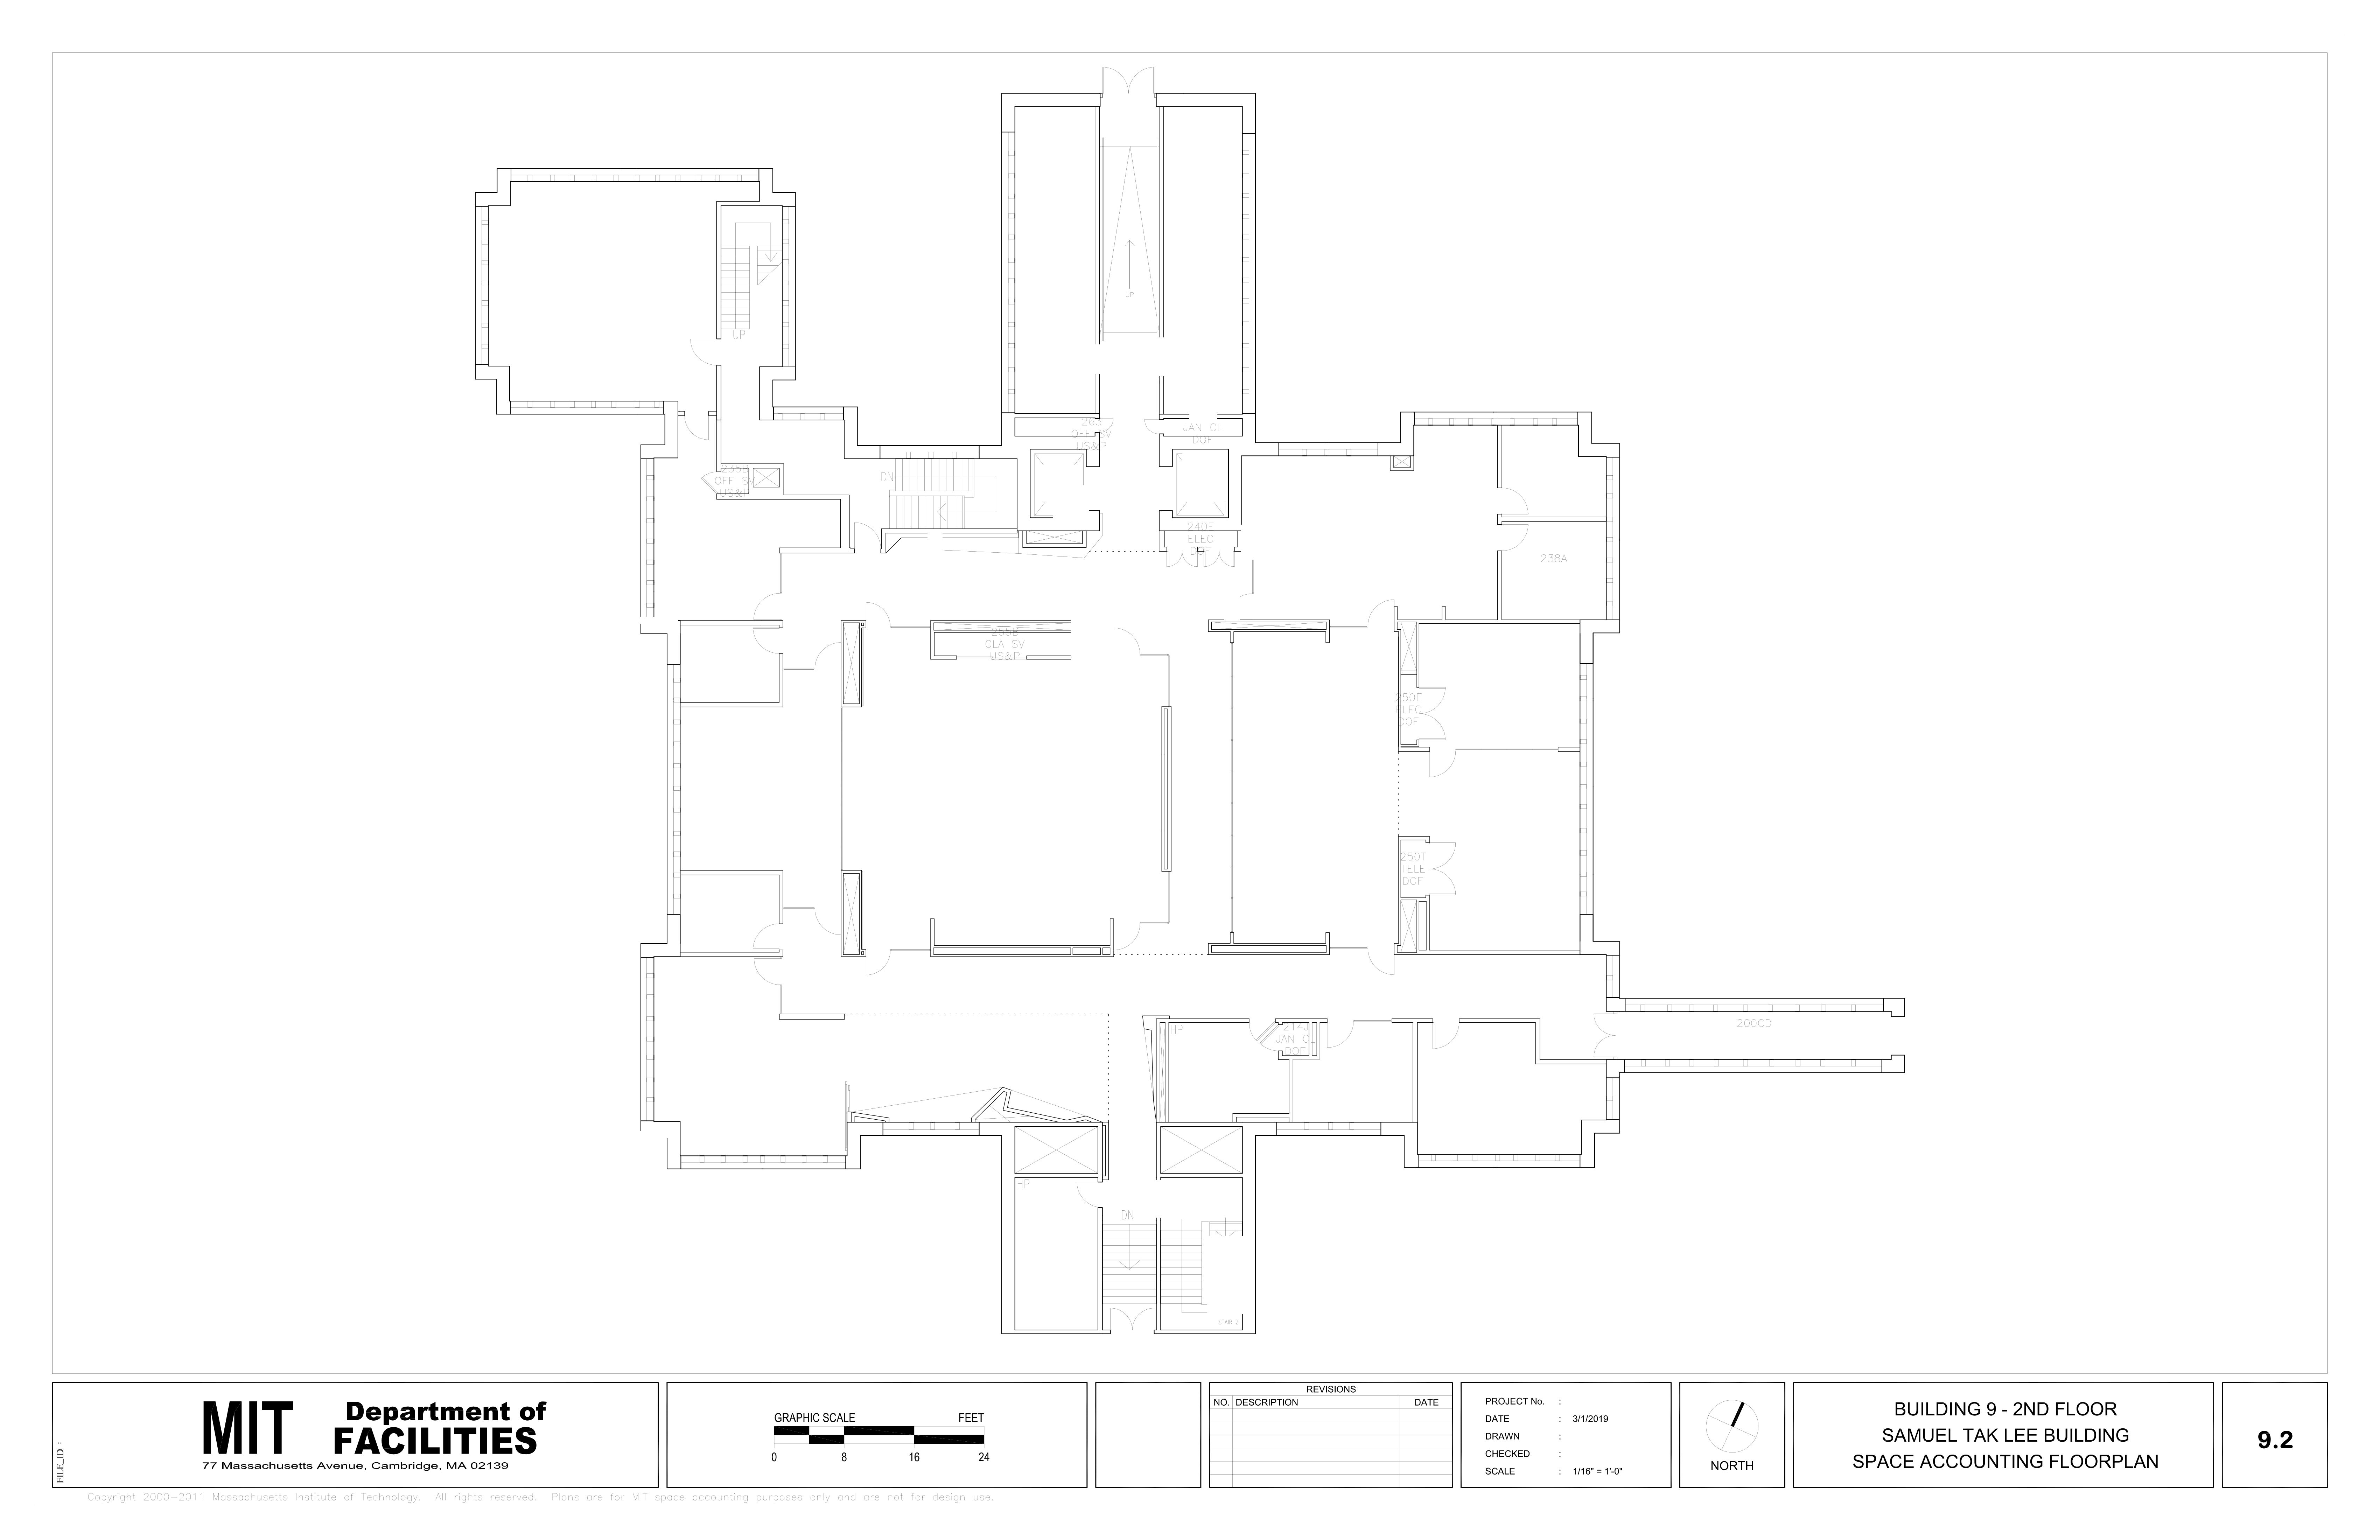 UP
UP
263
OFF SV
US&P
JAN CL
DOF
235B
OFF SV
US&P
DN
240E
ELEC
DOF
238A
255B
CLA SV
US&P
250E
ELEC
DOF
250T
TELE
DOF
HP
214J
JAN CL
DOF
200CD
HP
DN
STAIR 2
FILE_ID :
MIT Department of
FACILITIES
77 Massachusetts Avenue, Cambridge, MA 02139
GRAPHIC SCALE FEET
0 8 16 24
REVISIONS
NO. DESCRIPTION DATE
PROJECT No. :
DATE : 3/1/2019
DRAWN :
CHECKED :
SCALE : 1/16" = 1'-0"
NORTH
BUILDING 9 - 2ND FLOOR
SAMUEL TAK LEE BUILDING
SPACE ACCOUNTING FLOORPLAN
9.2
Copyright 2000-2011 Massachusetts Institute of Technology. All rights reserved. Plans are for MIT space accounting purposes only and are not for design use.